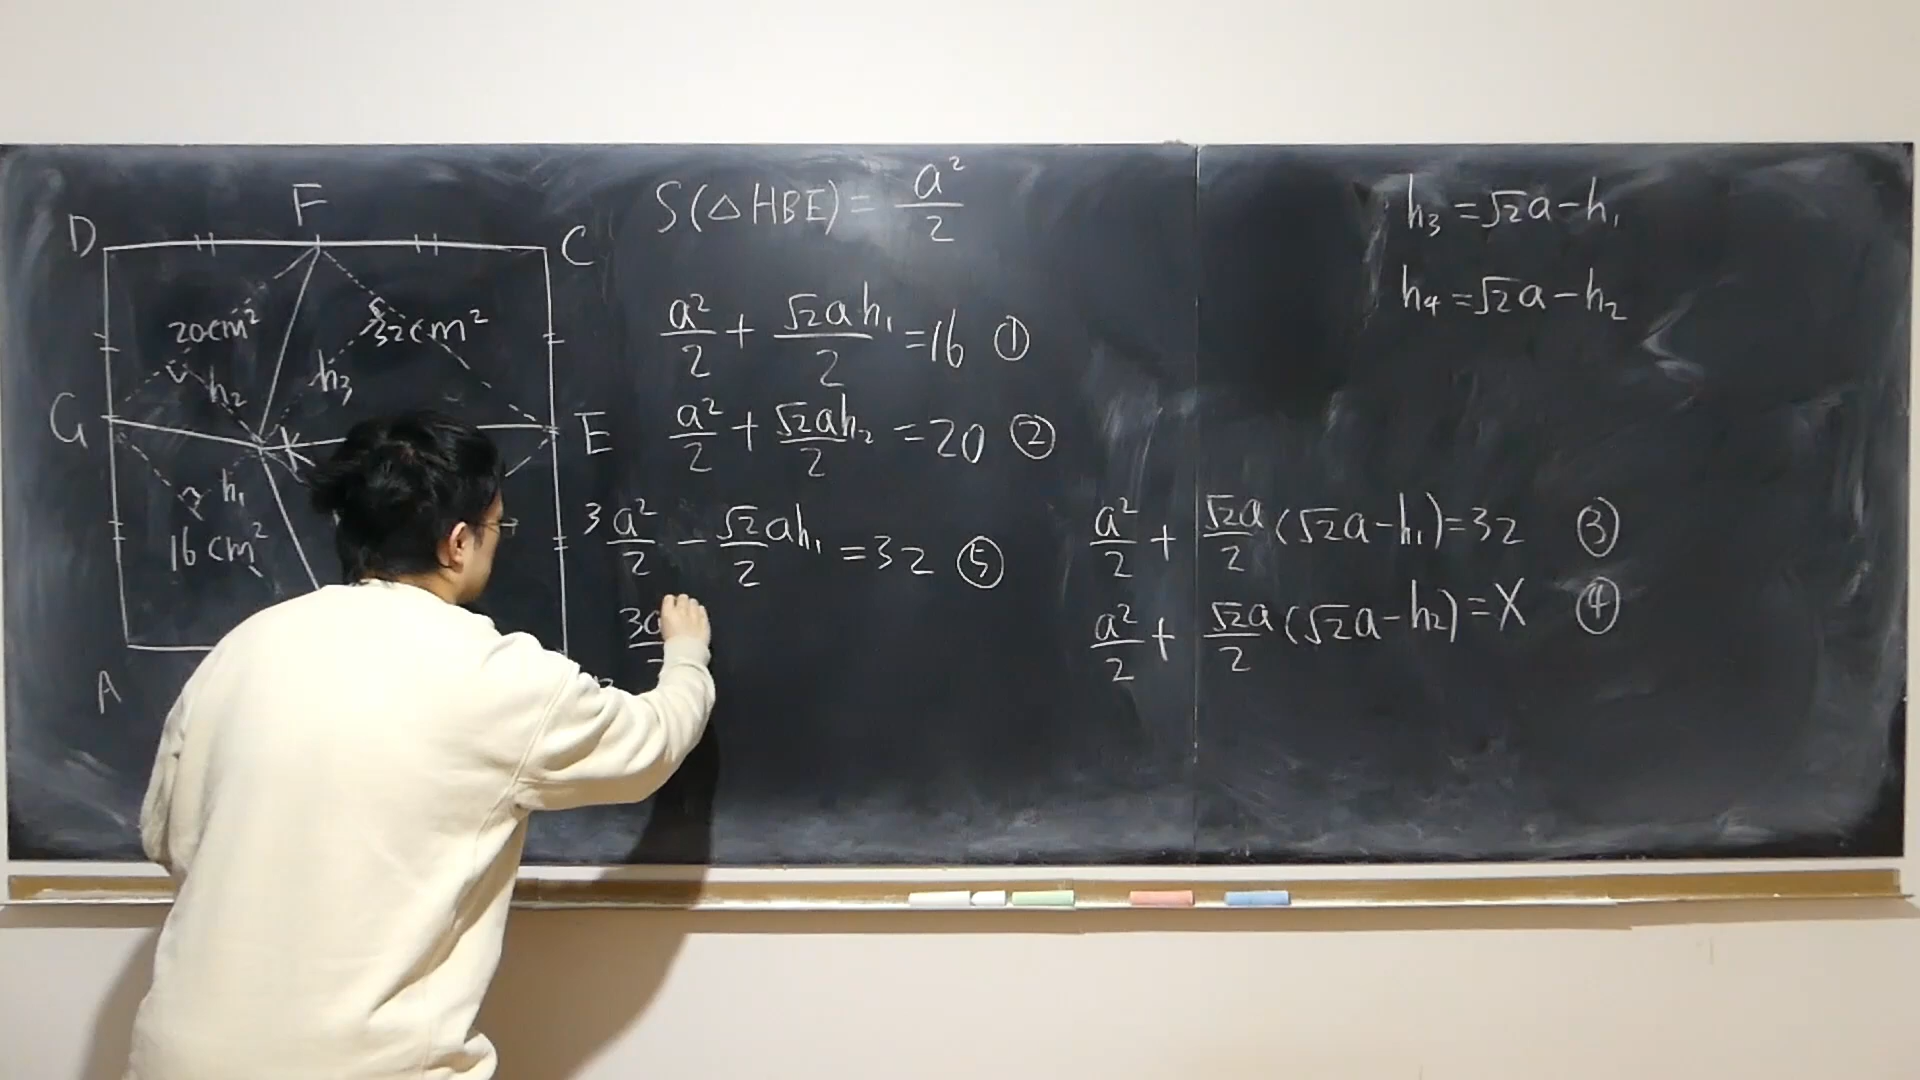 D F C
20cm² 32cm²
h₂ h₃
G E
h₁
16cm²
A
S(△HBE)=a²/2
a²/2+√2ah₁/2=16 ①
a²/2+√2ah₂/2=20 ②
3a²/2-√2/2ah₁=32 ⑤
3a
h₃=√2a-h₁
h₄=√2a-h₂
a²/2+√2a/2(√2a-h₁)=32 ③
a²/2+√2a/2(√2a-h₂)=X ④